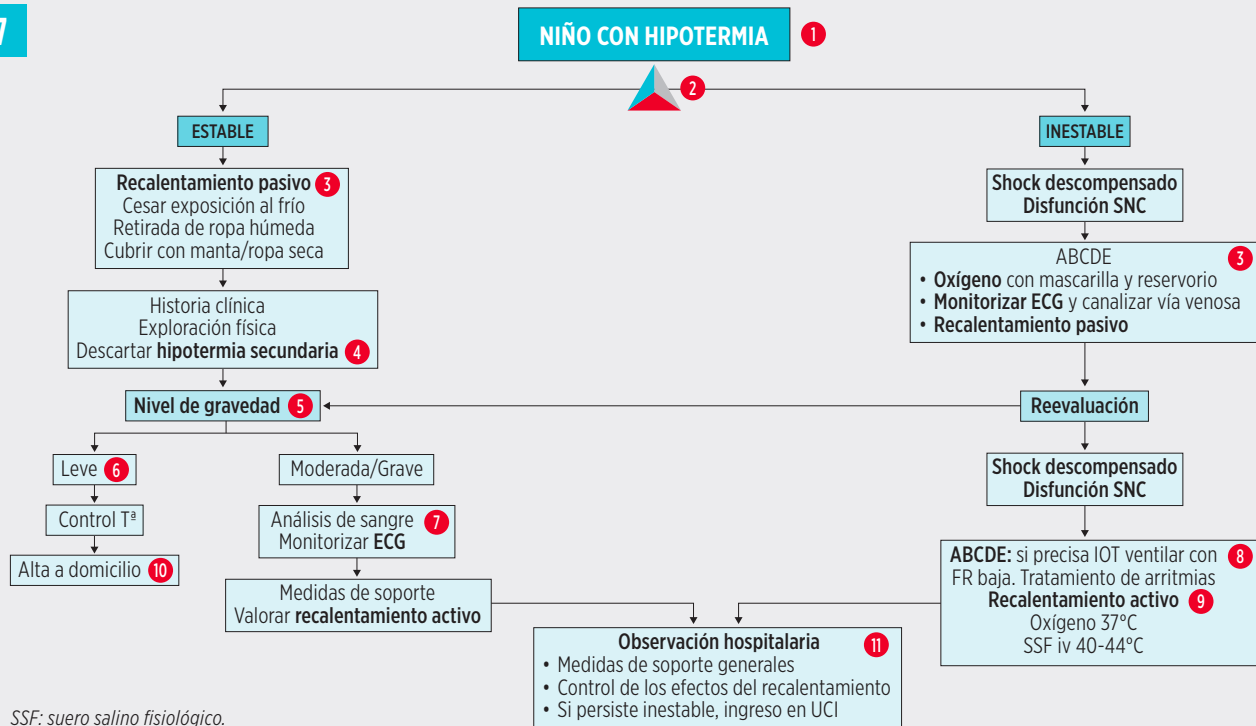 7
NIÑO CON HIPOTERMIA 1
2
ESTABLE
Recalentamiento pasivo 3
Cesar exposición al frío
Retirada de ropa húmeda
Cubrir con manta/ropa seca
Historia clínica
Exploración física
Descartar hipotermia secundaria 4
Nivel de gravedad 5
Leve 6
Control Tª
Alta a domicilio 10
Moderada/Grave
Análisis de sangre 7
Monitorizar ECG
Medidas de soporte
Valorar recalentamiento activo
INESTABLE
Shock descompensado
Disfunción SNC
ABCDE 3
• Oxígeno con mascarilla y reservorio
• Monitorizar ECG y canalizar vía venosa
• Recalentamiento pasivo
Reevaluación
Shock descompensado
Disfunción SNC
ABCDE: si precisa IOT ventilar con 8
FR baja. Tratamiento de arritmias
Recalentamiento activo 9
Oxígeno 37°C
SSF iv 40-44°C
Observación hospitalaria 11
• Medidas de soporte generales
• Control de los efectos del recalentamiento
• Si persiste inestable, ingreso en UCI
SSF: suero salino fisiológico.